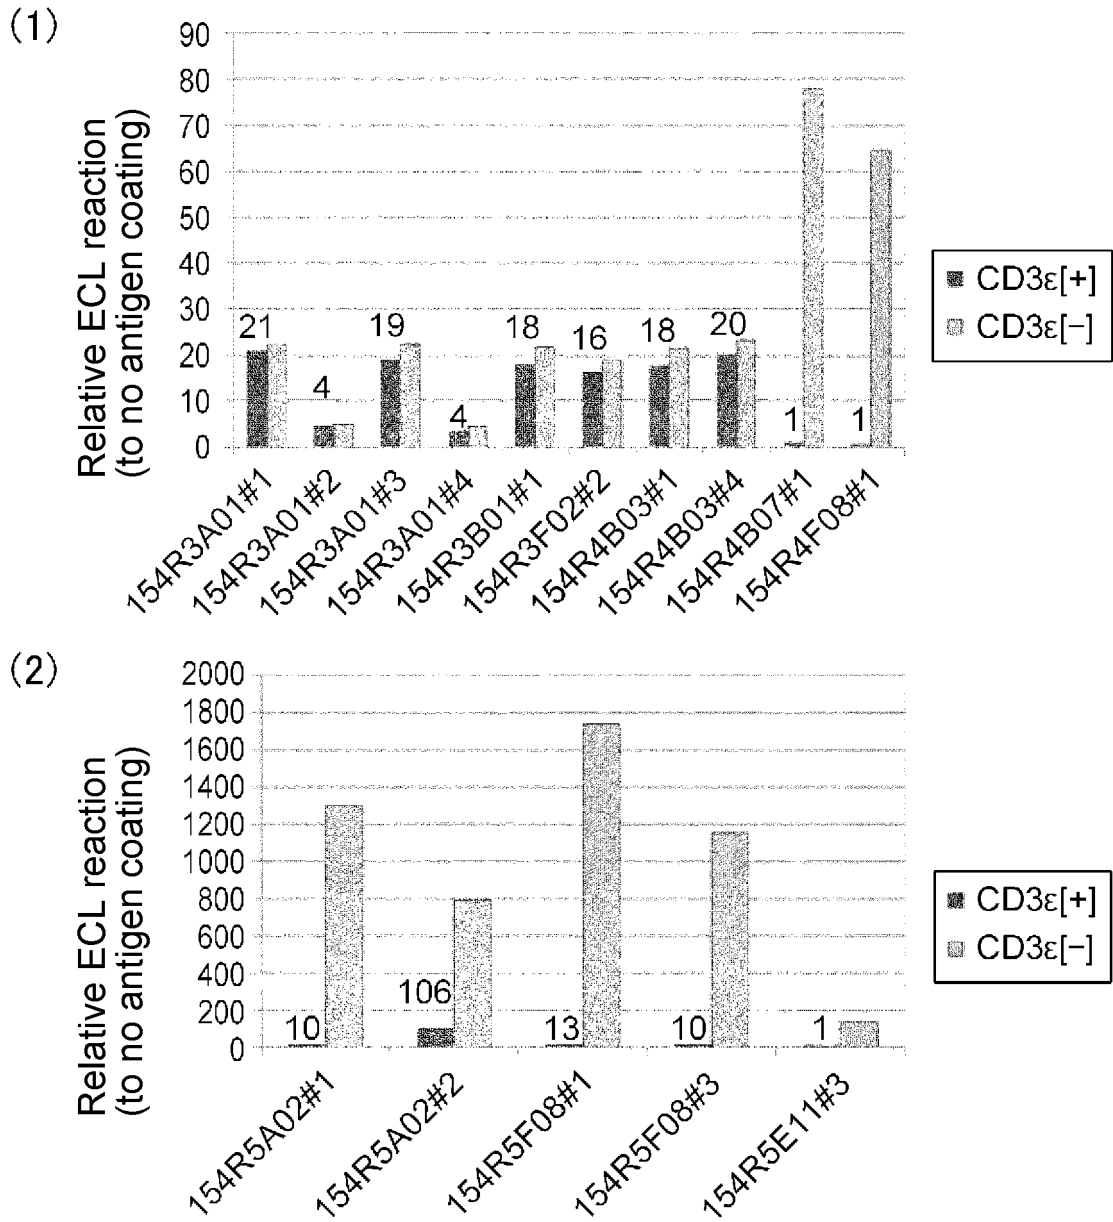 (1)
Relative ECL reaction
(to no antigen coating)
90
80
70
60
50
40
30
20
10
0
21
4
19
4
18
16
18
20
1
1
154R3A01#1
154R3A01#2
154R3A01#3
154R3A01#4
154R3B01#1
154R3F02#2
154R4B03#1
154R4B03#4
154R4B07#1
154R4F08#1
CD3ε[+]
CD3ε[−]
(2)
Relative ECL reaction
(to no antigen coating)
2000
1800
1600
1400
1200
1000
800
600
400
200
0
10
106
13
10
1
154R5A02#1
154R5A02#2
154R5F08#1
154R5F08#3
154R5E11#3
CD3ε[+]
CD3ε[−]